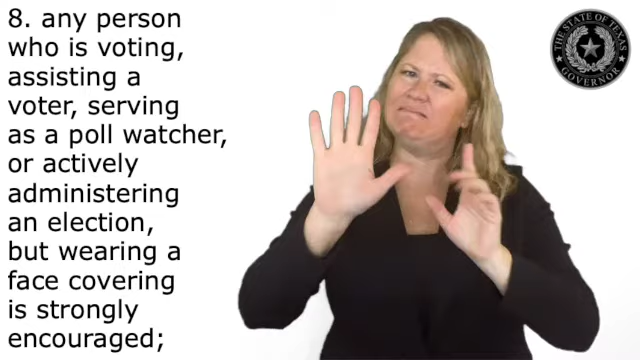 8. any person
who is voting,
assisting a
voter, serving
as a poll watcher,
or actively
administering
an election,
but wearing a
face covering
is strongly
encouraged;
THE STATE OF TEXAS
GOVERNOR